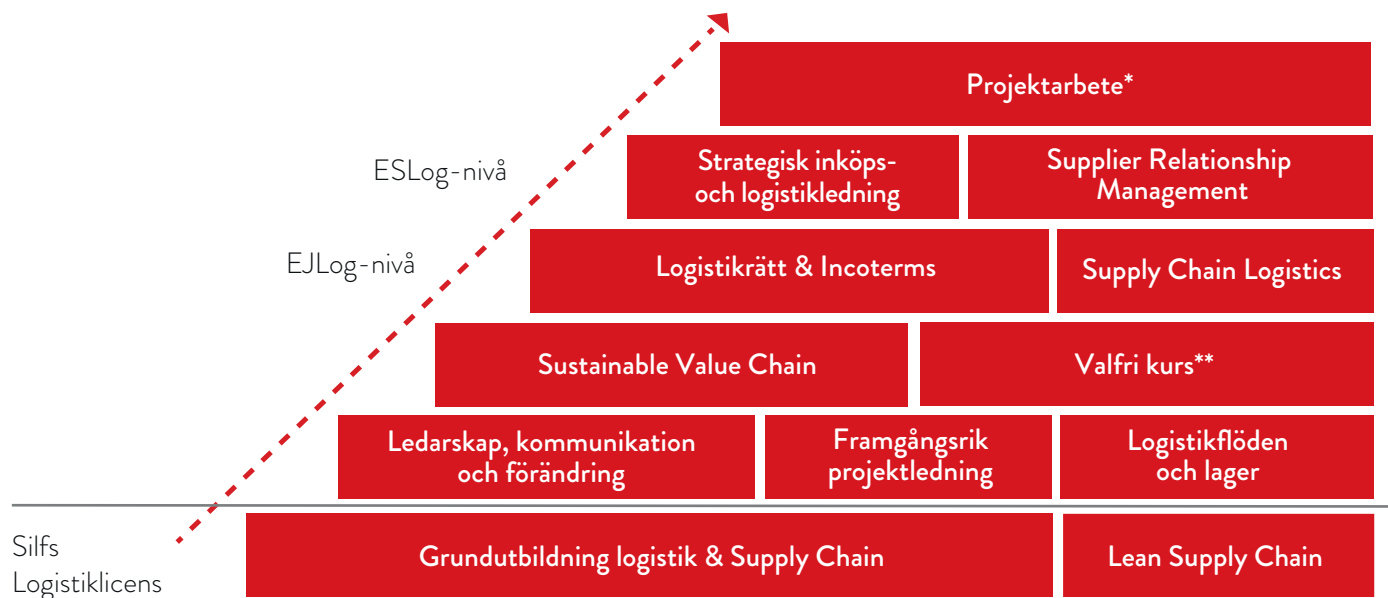 Projektarbete*
ESLog-nivå
Strategisk inköps-
och logistikledning
Supplier Relationship
Management
EJLog-nivå
Logistikrätt & Incoterms
Supply Chain Logistics
Sustainable Value Chain
Valfri kurs**
Ledarskap, kommunikation
och förändring
Framgångsrik
projektledning
Logistikflöden
och lager
Silfs
Logistiklicens
Grundutbildning logistik & Supply Chain
Lean Supply Chain